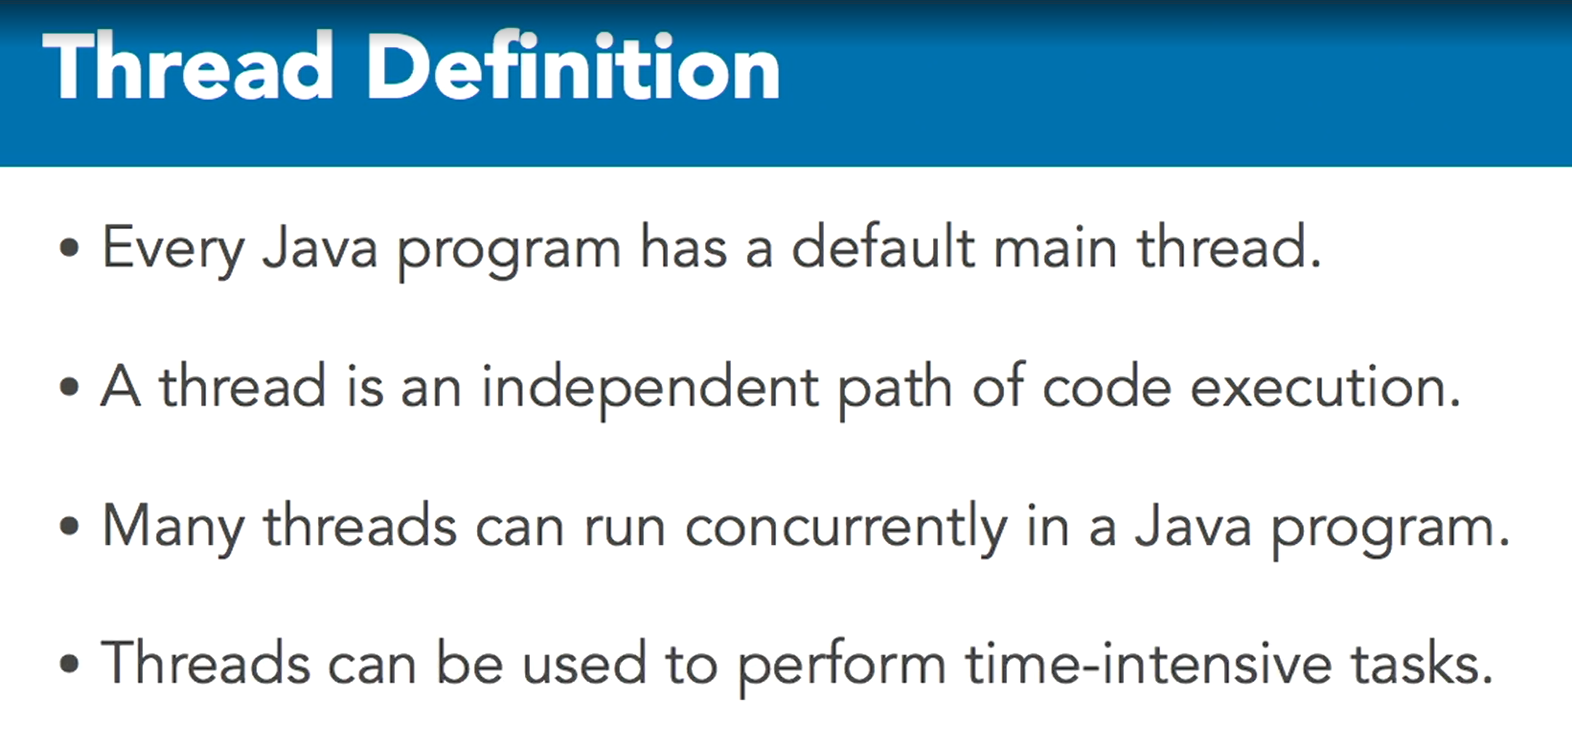 Thread Definition
• Every Java program has a default main thread.
• A thread is an independent path of code execution.
• Many threads can run concurrently in a Java program.
• Threads can be used to perform time-intensive tasks.